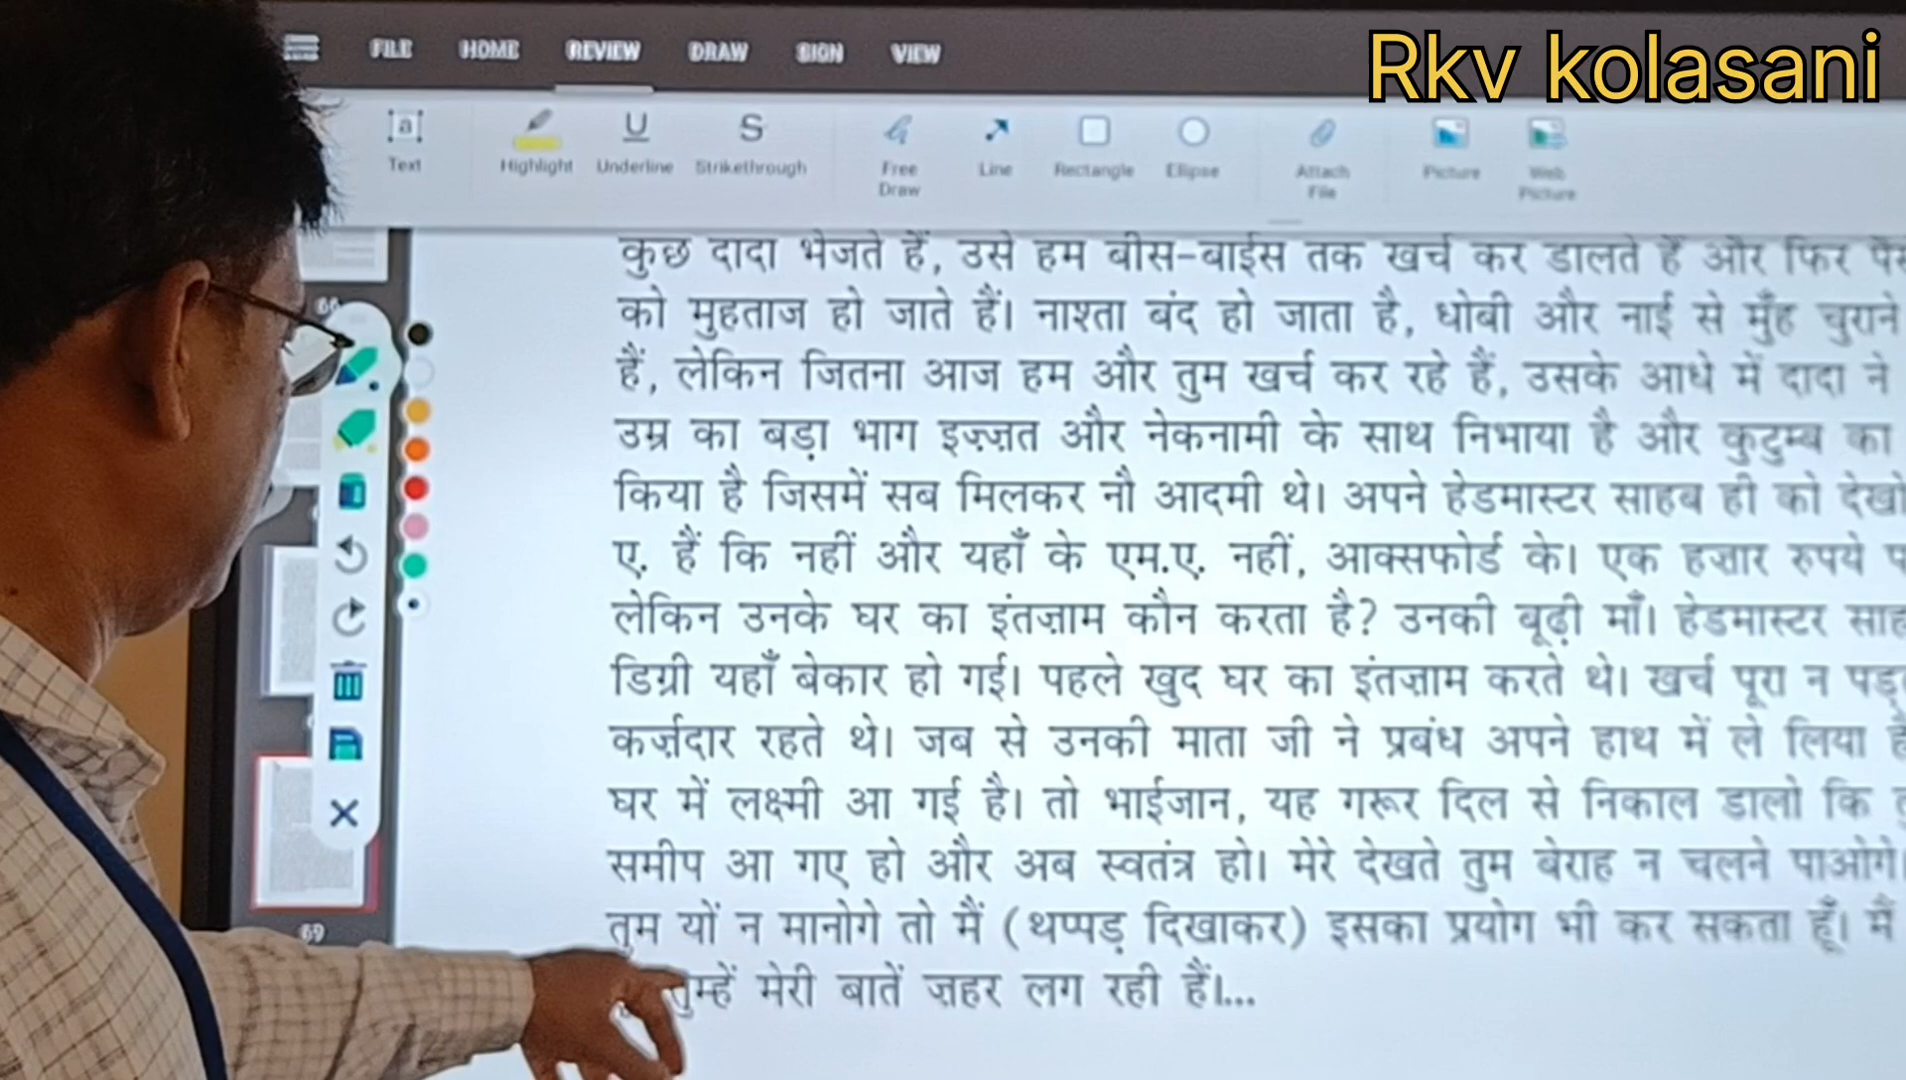 Rkv kolasani
FILE HOME REVIEW DRAW SIGN VIEW
Text Highlight Underline Strikethrough Free Draw Line Rectangle Ellipse Attach File Picture Web Picture
कुछ दादा भेजते हैं, उसे हम बीस-बाईस तक खर्च कर डालते हैं और फिर
को मुहताज हो जाते हैं। नाश्ता बंद हो जाता है, धोबी और नाई से मुँह चुराने
हैं, लेकिन जितना आज हम और तुम खर्च कर रहे हैं, उसके आधे में दादा ने
उम्र का बड़ा भाग इज़्ज़त और नेकनामी के साथ निभाया है और कुटुम्ब का
किया है जिसमें सब मिलकर नौ आदमी थे। अपने हेडमास्टर साहब ही को देखो
ए. हैं कि नहीं और यहाँ के एम.ए. नहीं, आक्सफोर्ड के। एक हज़ार रुपये
लेकिन उनके घर का इंतज़ाम कौन करता है? उनकी बूढ़ी माँ। हेडमास्टर
डिग्री यहाँ बेकार हो गई। पहले खुद घर का इंतज़ाम करते थे। खर्च पूरा न
कर्ज़दार रहते थे। जब से उनकी माता जी ने प्रबंध अपने हाथ में ले लिया
घर में लक्ष्मी आ गई है। तो भाईजान, यह गरूर दिल से निकाल डालो कि
समीप आ गए हो और अब स्वतंत्र हो। मेरे देखते तुम बेराह न चलने पाओगे।
तुम यों न मानोगे तो मैं (थप्पड़ दिखाकर) इसका प्रयोग भी कर सकता हूँ। मैं
तुम्हें मेरी बातें ज़हर लग रही हैं।...
69